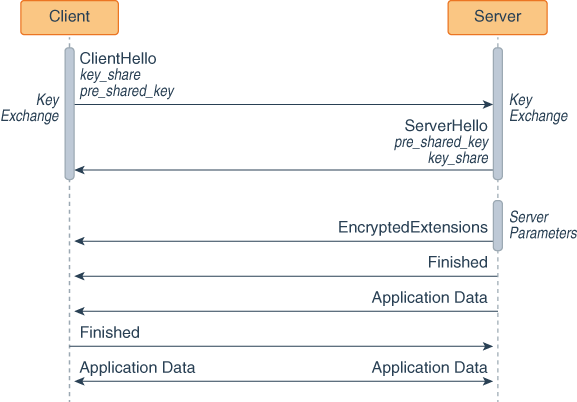 Client
Server
ClientHello
key_share
pre_shared_key
Key
Exchange
Key
Exchange
ServerHello
pre_shared_key
key_share
EncryptedExtensions
Server
Parameters
Finished
Application Data
Finished
Application Data
Application Data